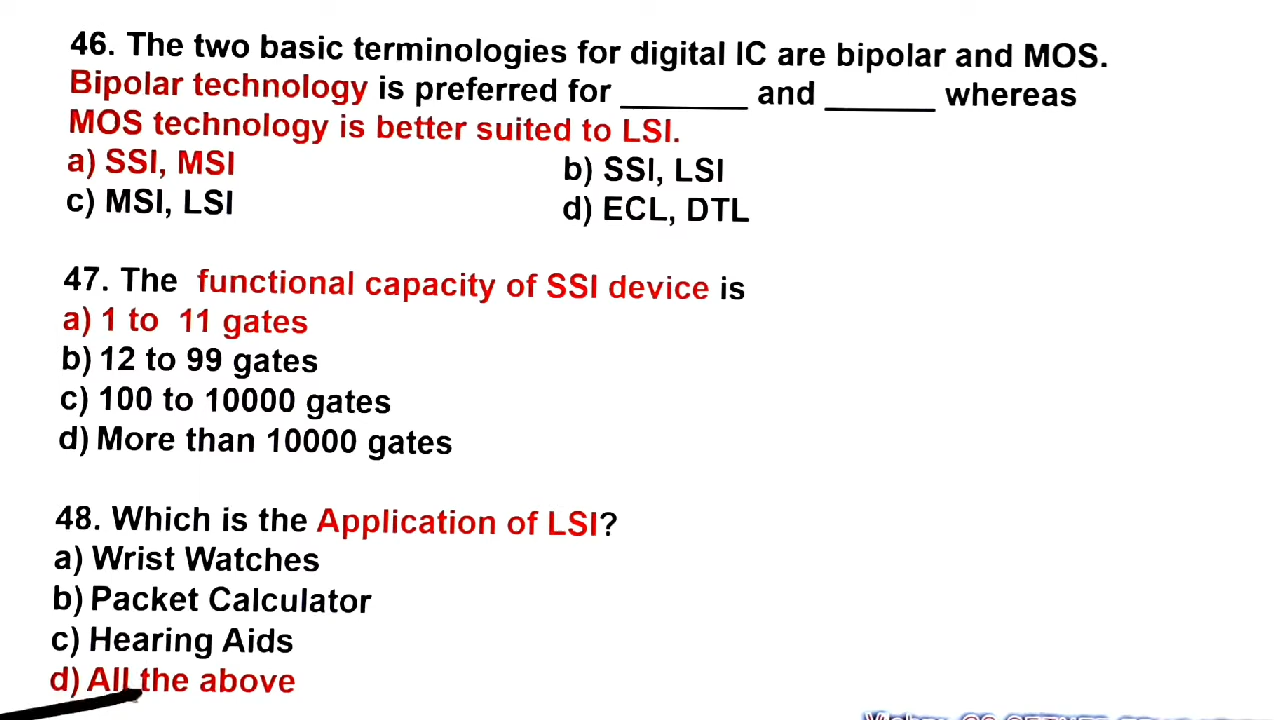 46. The two basic terminologies for digital IC are bipolar and MOS.
Bipolar technology is preferred for _______ and ______ whereas
MOS technology is better suited to LSI.
a) SSI, MSI b) SSI, LSI
c) MSI, LSI d) ECL, DTL
47. The functional capacity of SSI device is
a) 1 to 11 gates
b) 12 to 99 gates
c) 100 to 10000 gates
d) More than 10000 gates
48. Which is the Application of LSI?
a) Wrist Watches
b) Packet Calculator
c) Hearing Aids
d) All the above